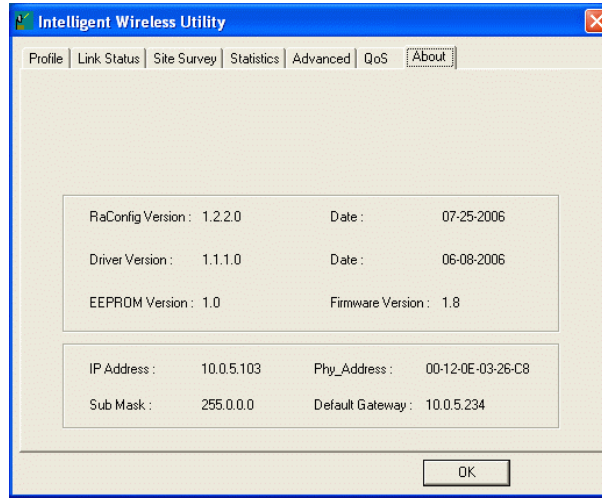 Intelligent Wireless Utility
Profile Link Status Site Survey Statistics Advanced QoS About
RaConfig Version : 1.2.2.0 Date : 07-25-2006
Driver Version : 1.1.1.0 Date : 06-08-2006
EEPROM Version : 1.0 Firmware Version : 1.8
IP Address : 10.0.5.103 Phy_Address : 00-12-0E-03-26-C8
Sub Mask : 255.0.0.0 Default Gateway : 10.0.5.234
OK